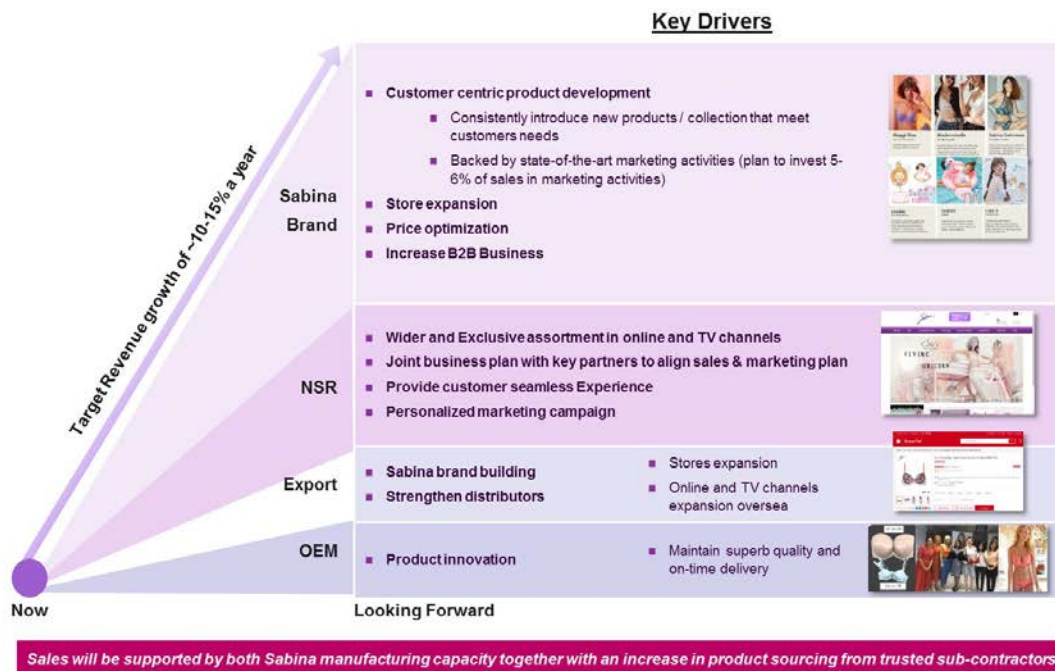 Key Drivers
Target Revenue growth of ~10-15% a year
Sabina
Brand
■ Customer centric product development
■ Consistently introduce new products / collection that meet
customers needs
■ Backed by state-of-the-art marketing activities (plan to invest 5-
6% of sales in marketing activities)
■ Store expansion
■ Price optimization
■ Increase B2B Business
NSR
■ Wider and Exclusive assortment in online and TV channels
■ Joint business plan with key partners to align sales & marketing plan
■ Provide customer seamless Experience
■ Personalized marketing campaign
FLYING
UNICORN
Export
■ Sabina brand building
■ Strengthen distributors
■ Stores expansion
■ Online and TV channels
expansion oversea
OEM
■ Product innovation
■ Maintain superb quality and
on-time delivery
Now
Looking Forward
Sales will be supported by both Sabina manufacturing capacity together with an increase in product sourcing from trusted sub-contractors